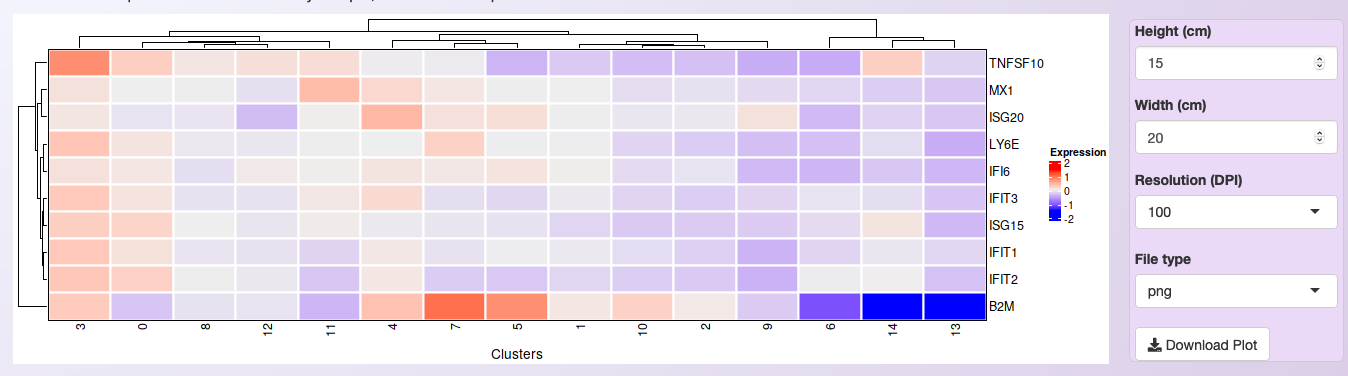 TNFSF10
MX1
ISG20
LY6E
IFI6
IFIT3
ISG15
IFIT1
IFIT2
B2M
3 0 8 12 11 4 7 5 1 10 2 9 6 14 13
Clusters
Expression
2
1
0
-1
-2
Height (cm)
15
Width (cm)
20
Resolution (DPI)
100
File type
png
Download Plot